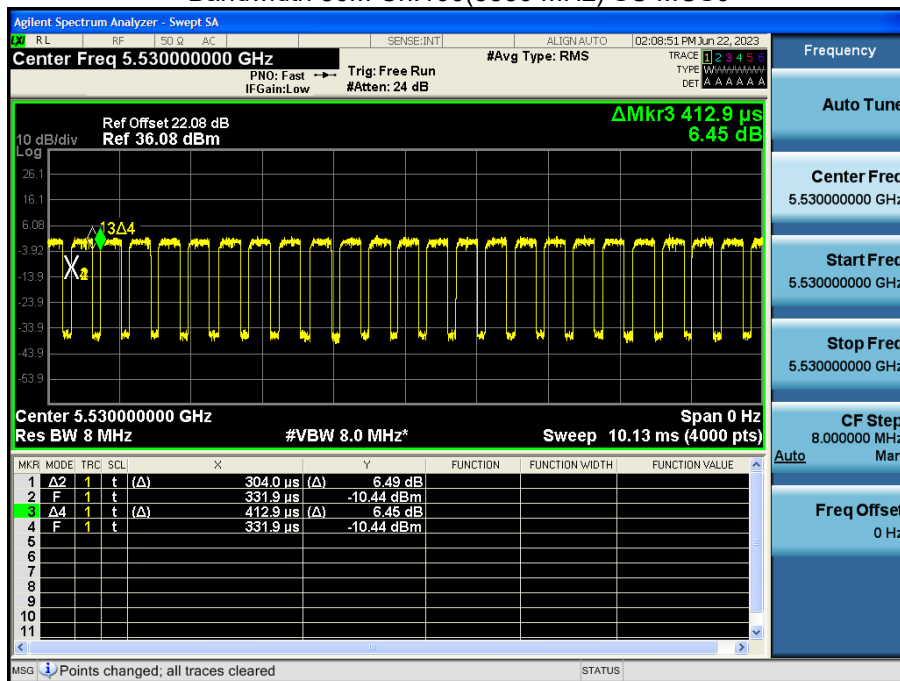 Agilent Spectrum Analyzer - Swept SA
LXI RL RF 50 Ω AC SENSE:INT ALIGN AUTO 02:08:51 PM Jun 22, 2023
Center Freq 5.530000000 GHz #Avg Type: RMS TRACE 1 2 3 4 5 6
PNO: Fast Trig: Free Run TYPE WWWWWW
IFGain:Low #Atten: 24 dB DET A A A A A A
Frequency
Auto Tune
ΔMkr3 412.9 µs
Ref Offset 22.08 dB
10 dB/div Ref 36.08 dBm 6.45 dB
Log
26.1
16.1
6.08
-3.92
-13.9
-23.9
-33.9
-43.9
-53.9
13Δ4
Center 5.530000000 GHz Span 0 Hz
Res BW 8 MHz #VBW 8.0 MHz* Sweep 10.13 ms (4000 pts)
Center Freq
5.530000000 GHz
Start Freq
5.530000000 GHz
Stop Freq
5.530000000 GHz
CF Step
8.000000 MHz
Auto Man
Freq Offset
0 Hz
MKR MODE TRC SCL X Y FUNCTION FUNCTION WIDTH FUNCTION VALUE
1 Δ2 1 t (Δ) 304.0 µs (Δ) 6.49 dB
2 F 1 t 331.9 µs -10.44 dBm
3 Δ4 1 t (Δ) 412.9 µs (Δ) 6.45 dB
4 F 1 t 331.9 µs -10.44 dBm
5
6
7
8
9
10
11
MSG Points changed; all traces cleared STATUS